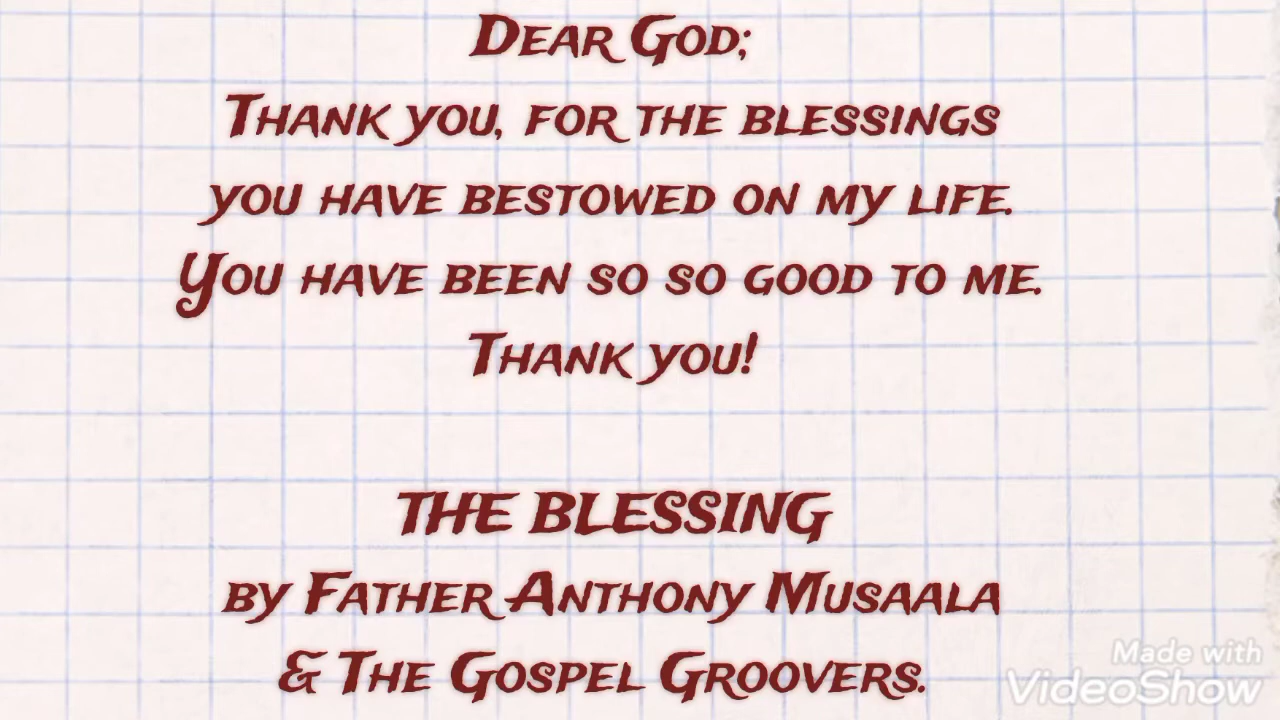 Dear God;
Thank you, for the blessings
you have bestowed on my life.
You have been so so good to me.
Thank you!
THE BLESSING
by Father Anthony Musaala
& The Gospel Groovers.
Made with
VideoShow